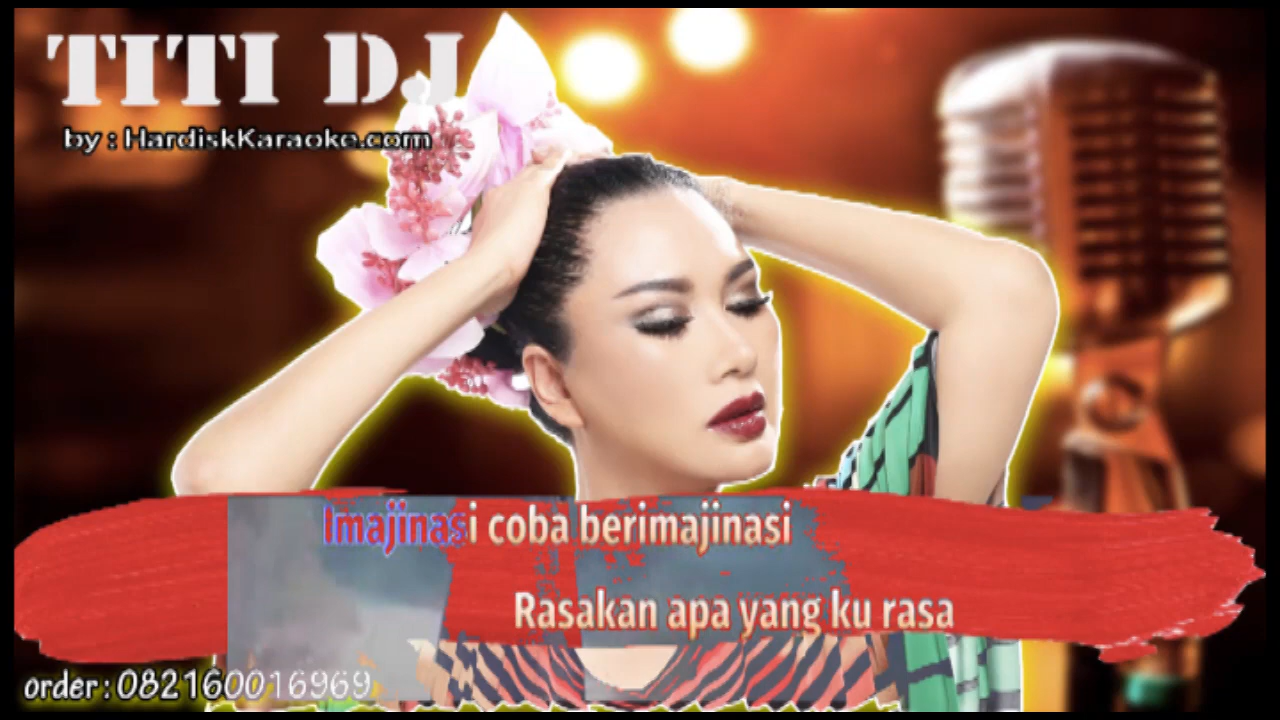 TITI DJ
by : HardiskKaraoke.com
Imajinasi coba berimajinasi
Rasakan apa yang ku rasa
order : 082160016969